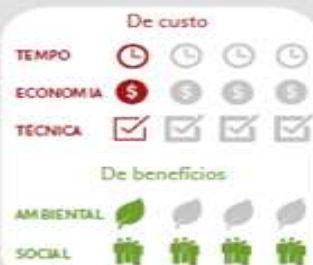 De custo
TEMPO
ECONOMIA $ $ $ $
TÉCNICA
De benefícios
AMBIENTAL
SOCIAL